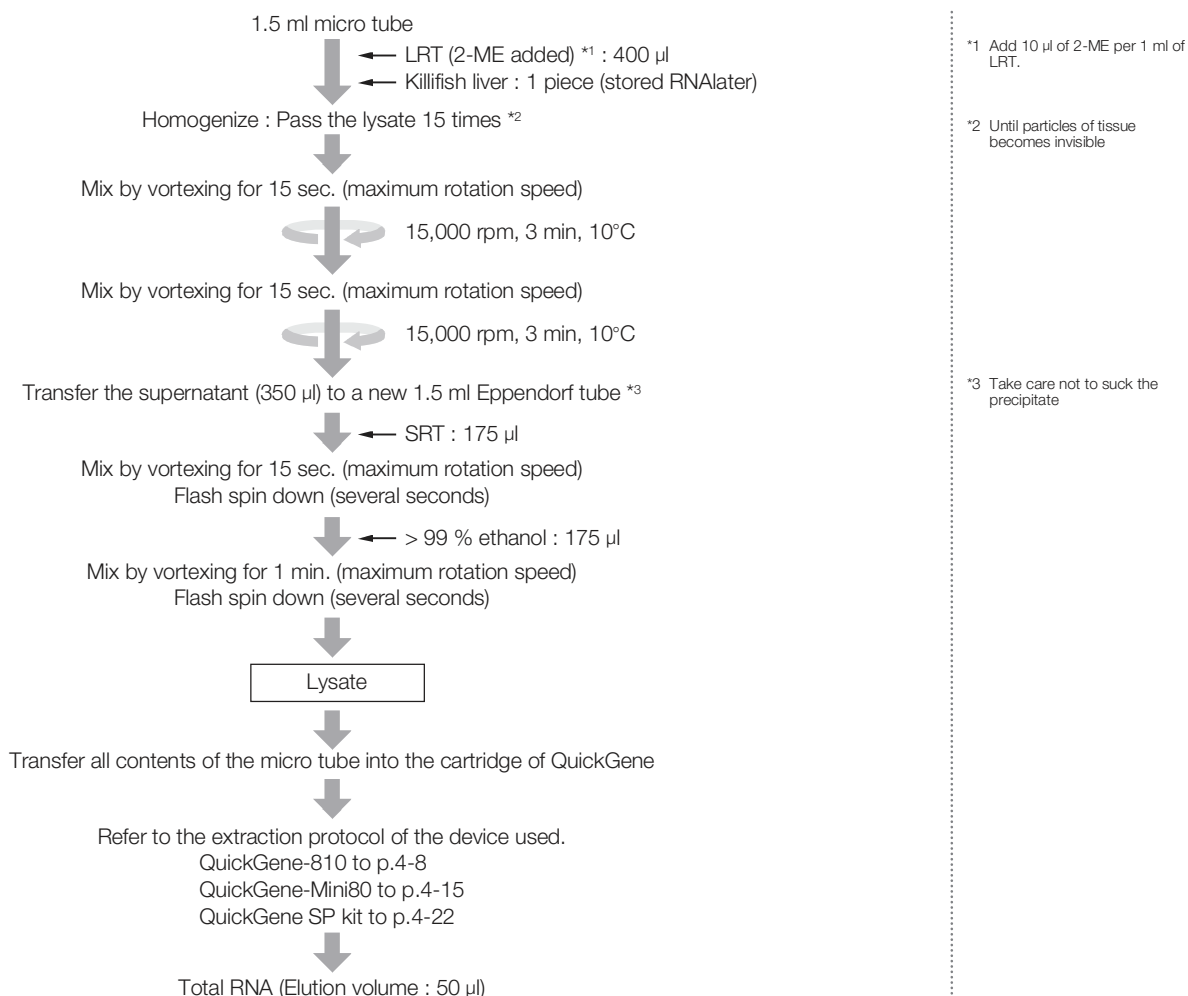 1.5 ml micro tube
LRT (2-ME added) *1 : 400 µl
Killifish liver : 1 piece (stored RNAlater)
Homogenize : Pass the lysate 15 times *2
Mix by vortexing for 15 sec. (maximum rotation speed)
15,000 rpm, 3 min, 10°C
Mix by vortexing for 15 sec. (maximum rotation speed)
15,000 rpm, 3 min, 10°C
Transfer the supernatant (350 µl) to a new 1.5 ml Eppendorf tube *3
SRT : 175 µl
Mix by vortexing for 15 sec. (maximum rotation speed)
Flash spin down (several seconds)
> 99 % ethanol : 175 µl
Mix by vortexing for 1 min. (maximum rotation speed)
Flash spin down (several seconds)
Lysate
Transfer all contents of the micro tube into the cartridge of QuickGene
Refer to the extraction protocol of the device used.
QuickGene-810 to p.4-8
QuickGene-Mini80 to p.4-15
QuickGene SP kit to p.4-22
Total RNA (Elution volume : 50 µl)
*1 Add 10 µl of 2-ME per 1 ml of
LRT.
*2 Until particles of tissue
becomes invisible
*3 Take care not to suck the
precipitate